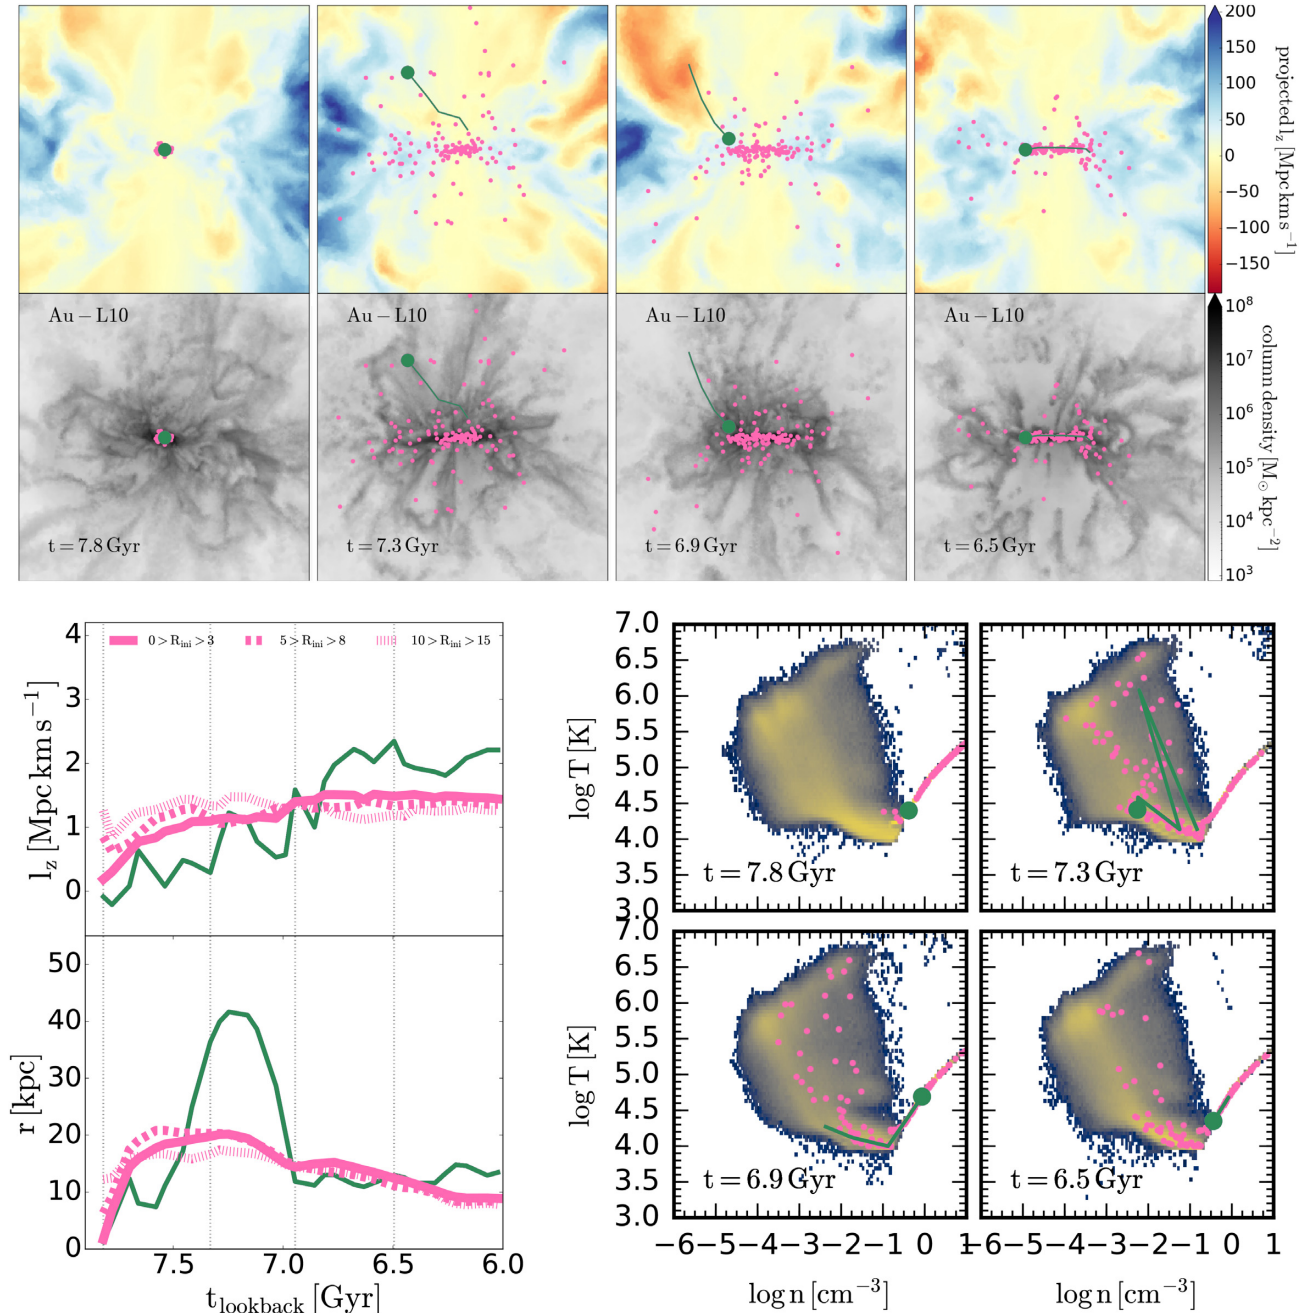 200
150
100
50
0
−50
−100
−150
projected l_z [Mpc km s^−1]
Au − L10
Au − L10
Au − L10
Au − L10
t = 7.8 Gyr
t = 7.3 Gyr
t = 6.9 Gyr
t = 6.5 Gyr
10^8
10^7
10^6
10^5
10^4
10^3
column density [M_⊙ kpc^−2]
4
3
2
1
0
l_z [Mpc km s^−1]
0 > R_ini > 3
5 > R_ini > 8
10 > R_ini > 15
50
40
30
20
10
0
r [kpc]
7.5
7.0
6.5
6.0
t_lookback [Gyr]
7.0
6.5
6.0
5.5
5.0
4.5
4.0
3.5
3.0
log T [K]
t = 7.8 Gyr
t = 7.3 Gyr
7.0
6.5
6.0
5.5
5.0
4.5
4.0
3.5
3.0
log T [K]
t = 6.9 Gyr
t = 6.5 Gyr
−6 −5 −4 −3 −2 −1 0 1
−6 −5 −4 −3 −2 −1 0 1
log n [cm^−3]
log n [cm^−3]